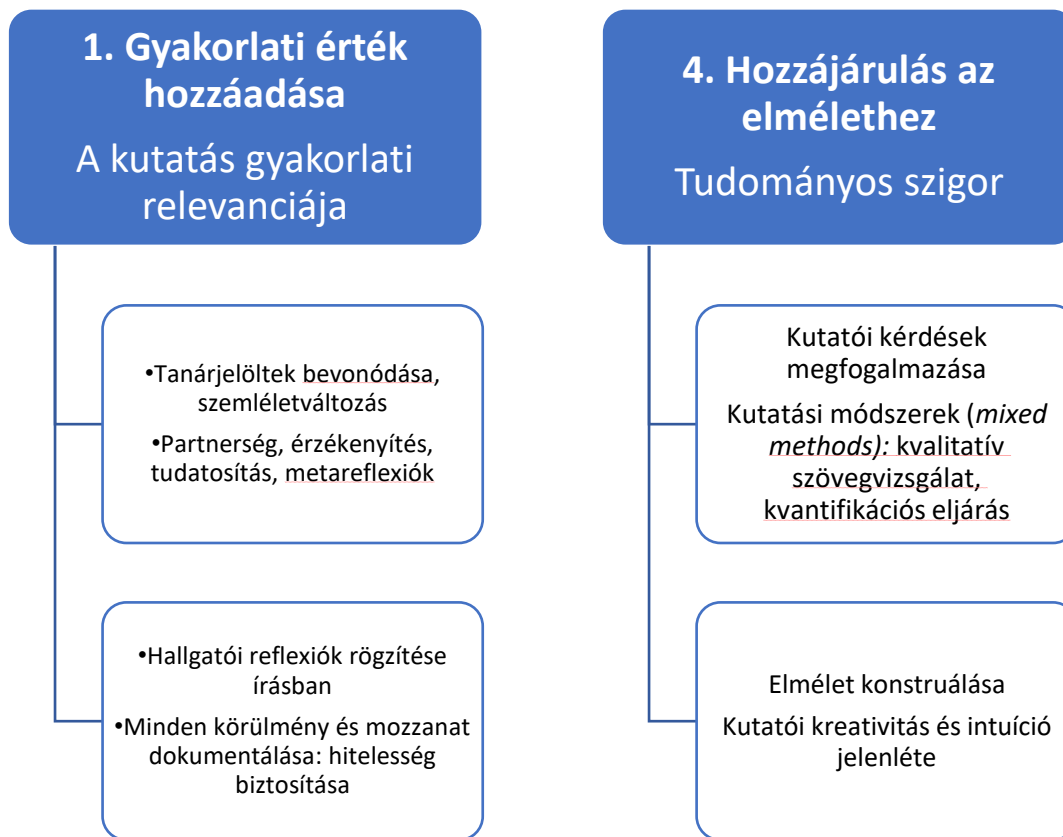 1. Gyakorlati érték
hozzáadása
A kutatás gyakorlati
relevanciája
•Tanárjelöltek bevonódása,
szemléletváltozás
•Partnerség, érzékenyítés,
tudatosítás, metareflexiók
•Hallgatói reflexiók rögzítése
írásban
•Minden körülmény és mozzanat
dokumentálása: hitelesség
biztosítása
4. Hozzájárulás az
elmélethez
Tudományos szigor
Kutatói kérdések
megfogalmazása
Kutatási módszerek (mixed
methods): kvalitatív
szövegvizsgálat,
kvantifikációs eljárás
Elmélet konstruálása
Kutatói kreativitás és intuíció
jelenléte